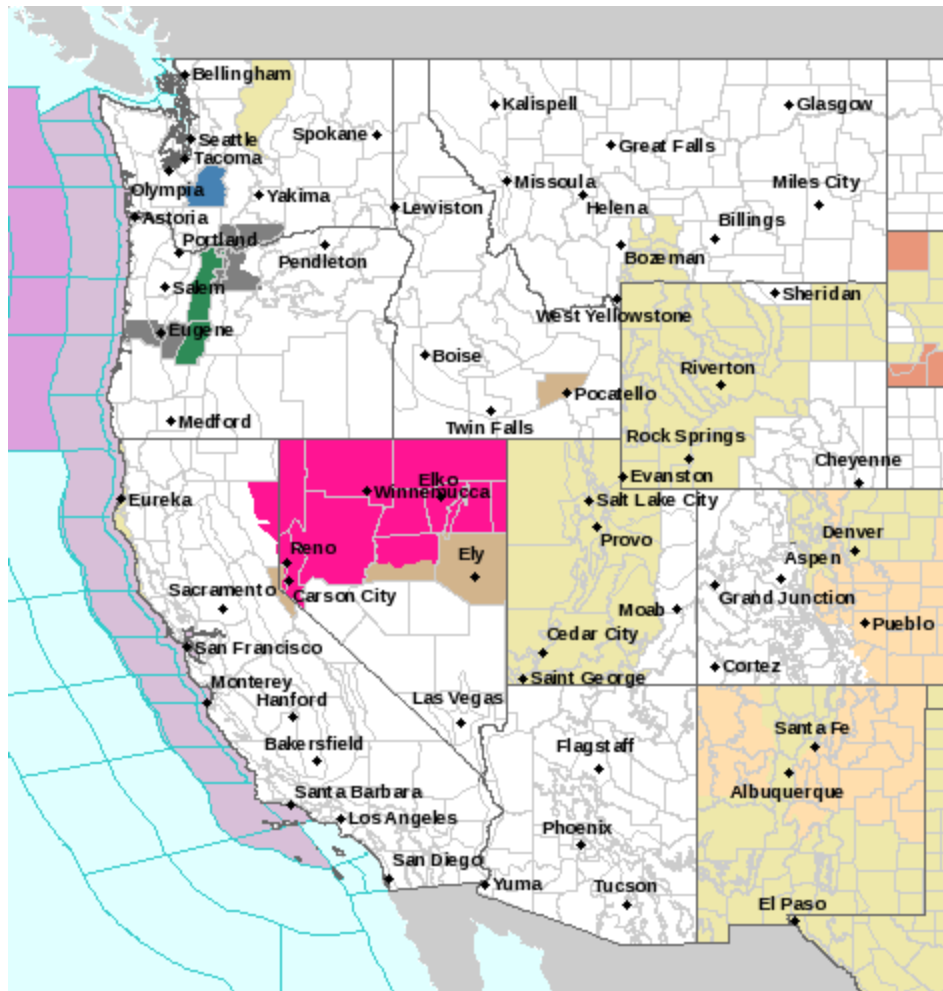 Bellingham
Kalispell
Glasgow
Seattle
Spokane
Great Falls
Tacoma
Olympia
Yakima
Missoula
Helena
Miles City
Astoria
Lewiston
Billings
Portland
Pendleton
Bozeman
Salem
West Yellowstone
Sheridan
Eugene
Boise
Riverton
Pocatello
Medford
Twin Falls
Rock Springs
Cheyenne
Eureka
Winnemucca
Elko
Evanston
Salt Lake City
Denver
Provo
Reno
Ely
Aspen
Sacramento
Carson City
Grand Junction
Moab
Pueblo
Cedar City
San Francisco
Cortez
Saint George
Monterey
Hanford
Las Vegas
Santa Fe
Bakersfield
Flagstaff
Albuquerque
Santa Barbara
Los Angeles
Phoenix
San Diego
Yuma
Tucson
El Paso